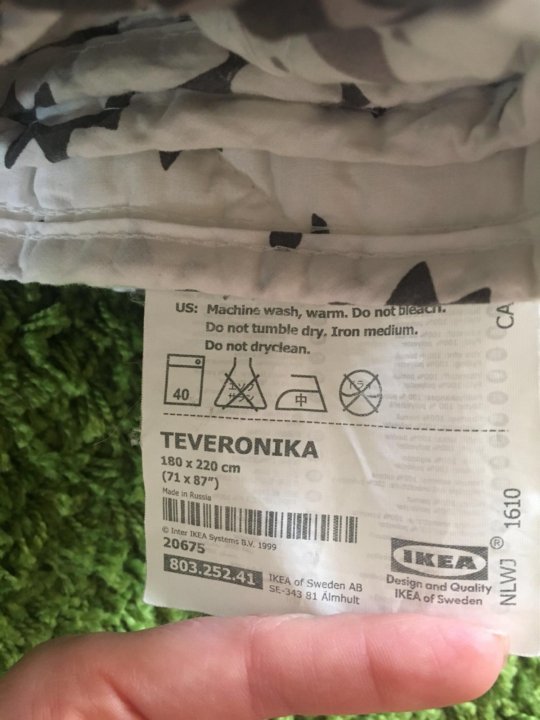 US: Machine wash, warm. Do not bleach.
Do not tumble dry. Iron medium.
Do not dryclean.
40
中
TEVERONIKA
180 x 220 cm
(71 x 87")
Made in Russia
© Inter IKEA Systems B.V. 1999
20675
803.252.41
IKEA of Sweden AB
SE-343 81 Älmhult
IKEA ®
Design and Quality
IKEA of Sweden
NLWJ 1610 CA